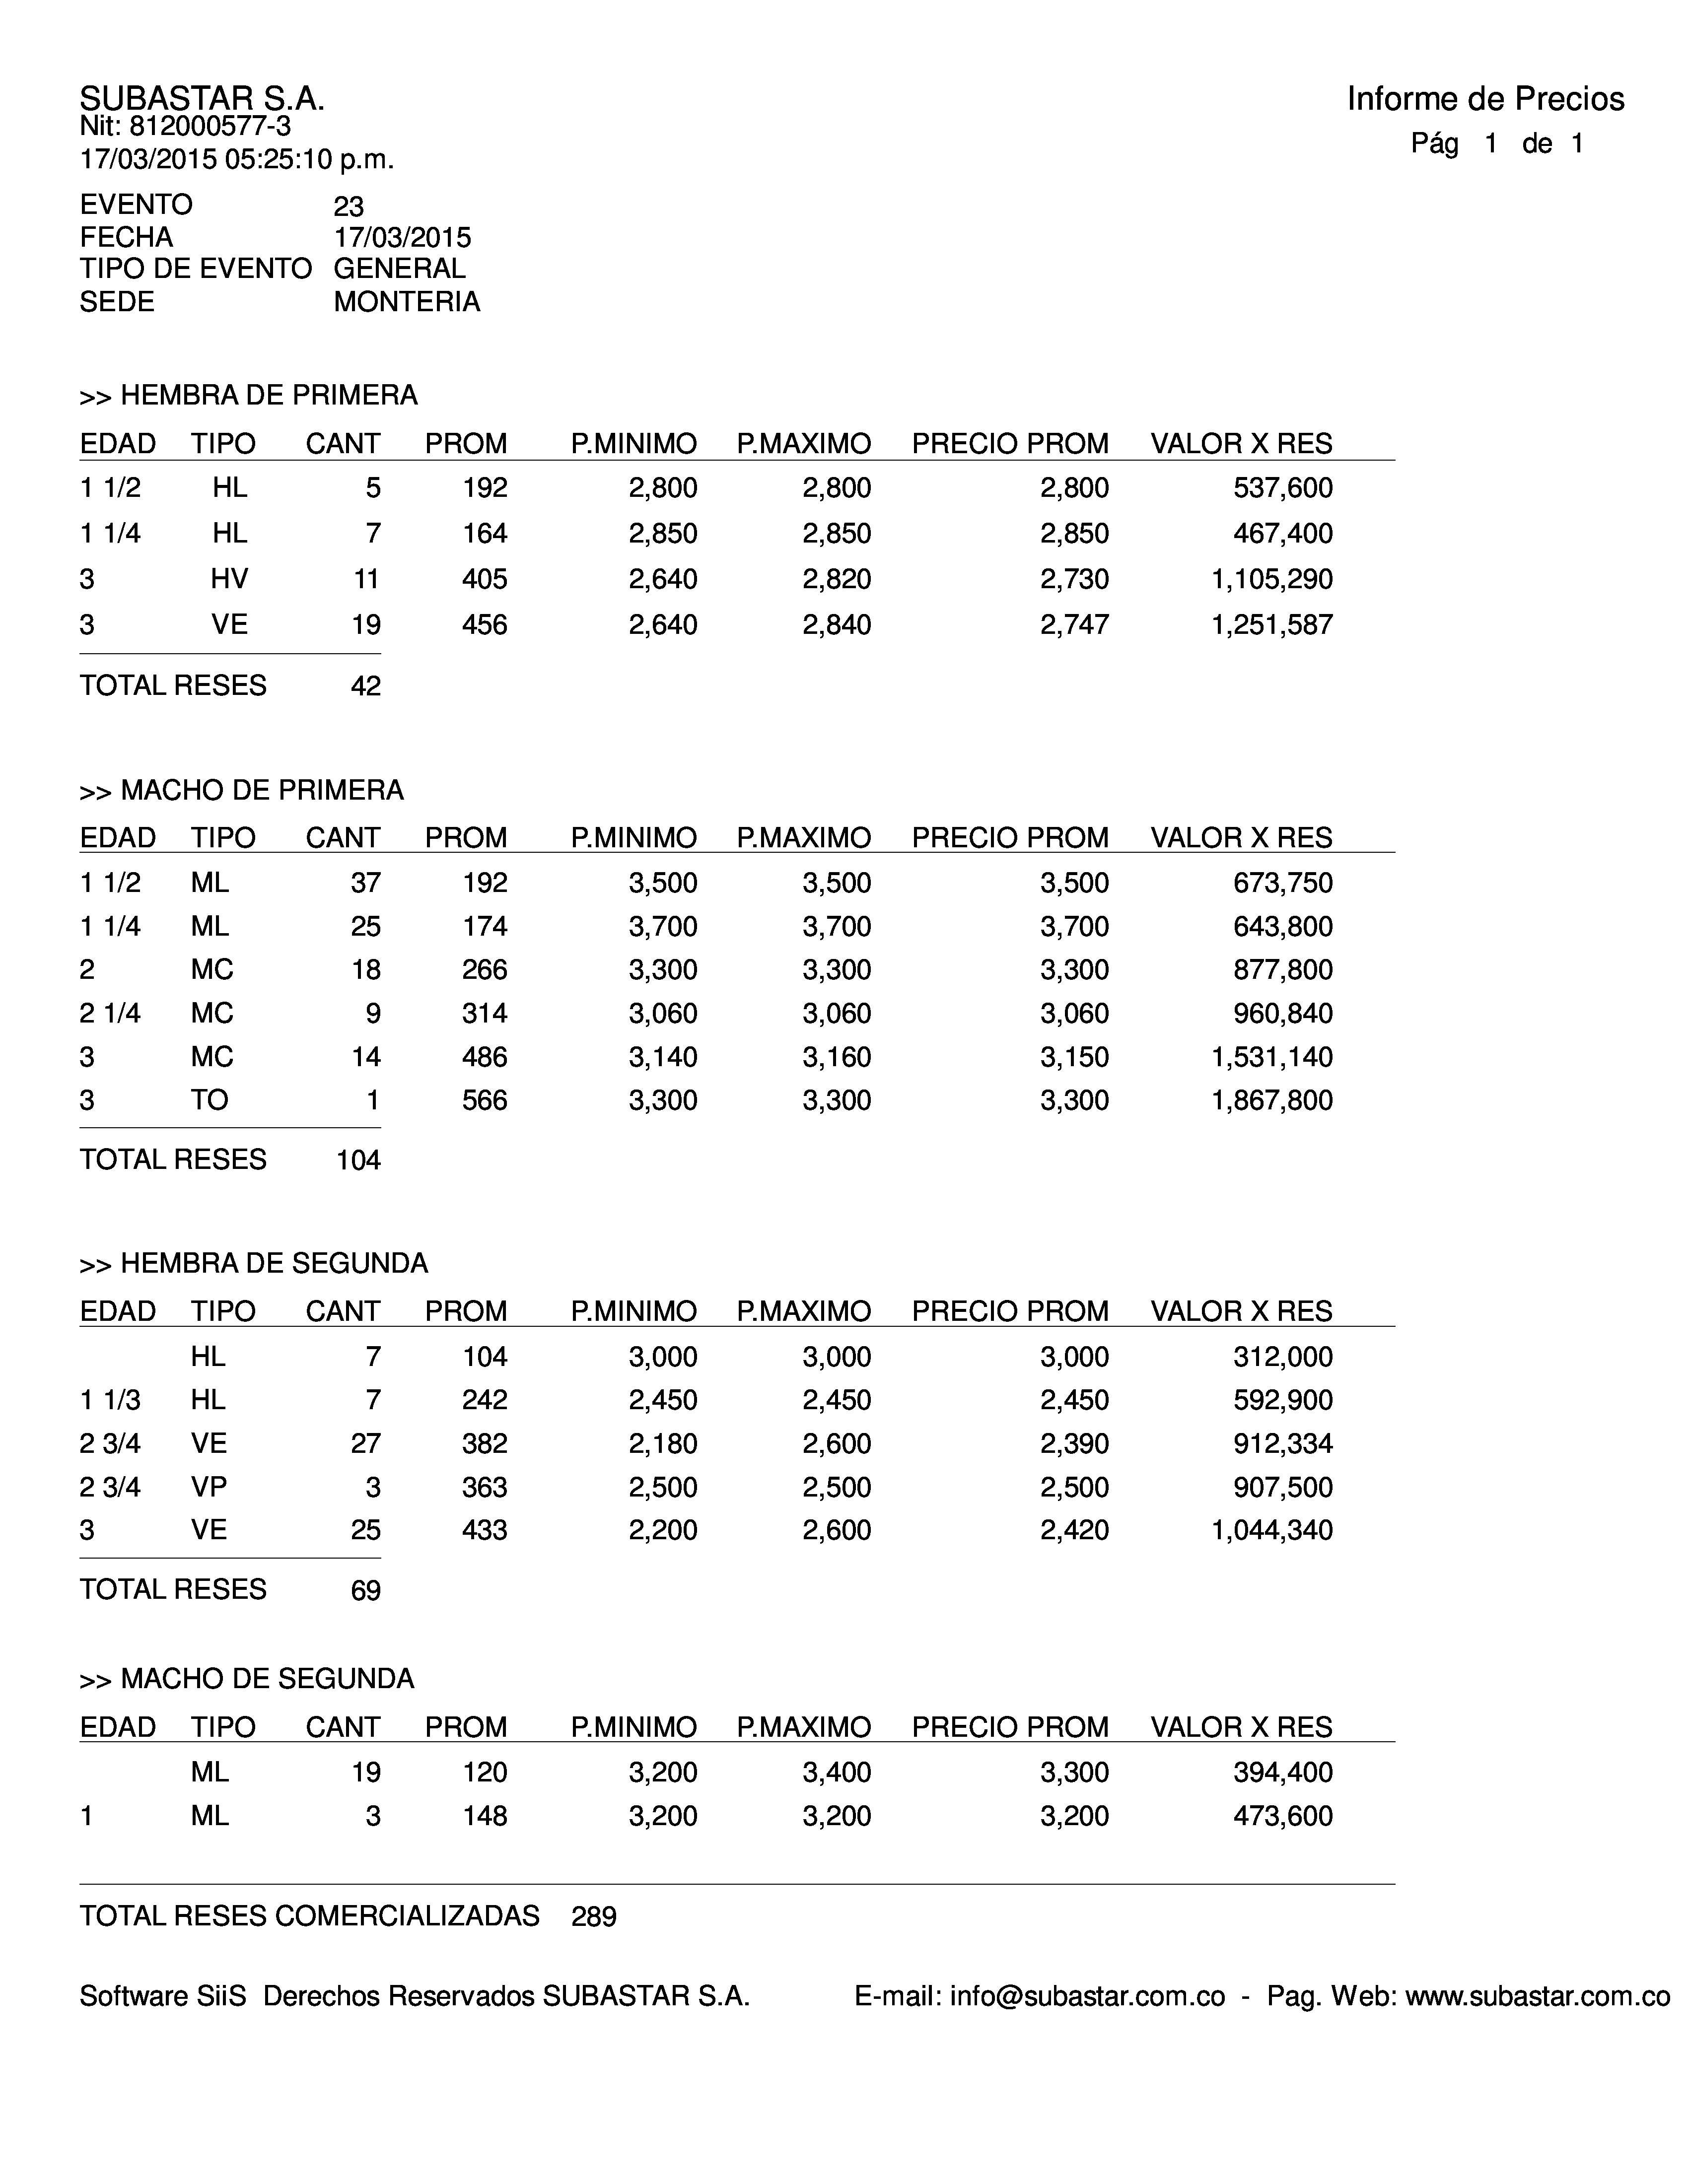 SUBASTAR S.A.
Informe de Precios
Nit: 812000577-3
Pág 1 de 1
17/03/2015 05:25:10 p.m.
EVENTO 23
FECHA 17/03/2015
TIPO DE EVENTO GENERAL
SEDE MONTERIA
>> HEMBRA DE PRIMERA
EDAD TIPO CANT PROM P.MINIMO P.MAXIMO PRECIO PROM VALOR X RES
1 1/2 HL 5 192 2,800 2,800 2,800 537,600
1 1/4 HL 7 164 2,850 2,850 2,850 467,400
3 HV 11 405 2,640 2,820 2,730 1,105,290
3 VE 19 456 2,640 2,840 2,747 1,251,587
TOTAL RESES 42
>> MACHO DE PRIMERA
EDAD TIPO CANT PROM P.MINIMO P.MAXIMO PRECIO PROM VALOR X RES
1 1/2 ML 37 192 3,500 3,500 3,500 673,750
1 1/4 ML 25 174 3,700 3,700 3,700 643,800
2 MC 18 266 3,300 3,300 3,300 877,800
2 1/4 MC 9 314 3,060 3,060 3,060 960,840
3 MC 14 486 3,140 3,160 3,150 1,531,140
3 TO 1 566 3,300 3,300 3,300 1,867,800
TOTAL RESES 104
>> HEMBRA DE SEGUNDA
EDAD TIPO CANT PROM P.MINIMO P.MAXIMO PRECIO PROM VALOR X RES
HL 7 104 3,000 3,000 3,000 312,000
1 1/3 HL 7 242 2,450 2,450 2,450 592,900
2 3/4 VE 27 382 2,180 2,600 2,390 912,334
2 3/4 VP 3 363 2,500 2,500 2,500 907,500
3 VE 25 433 2,200 2,600 2,420 1,044,340
TOTAL RESES 69
>> MACHO DE SEGUNDA
EDAD TIPO CANT PROM P.MINIMO P.MAXIMO PRECIO PROM VALOR X RES
ML 19 120 3,200 3,400 3,300 394,400
1 ML 3 148 3,200 3,200 3,200 473,600
TOTAL RESES COMERCIALIZADAS 289
Software SiiS Derechos Reservados SUBASTAR S.A. E-mail: info@subastar.com.co - Pag. Web: www.subastar.com.co